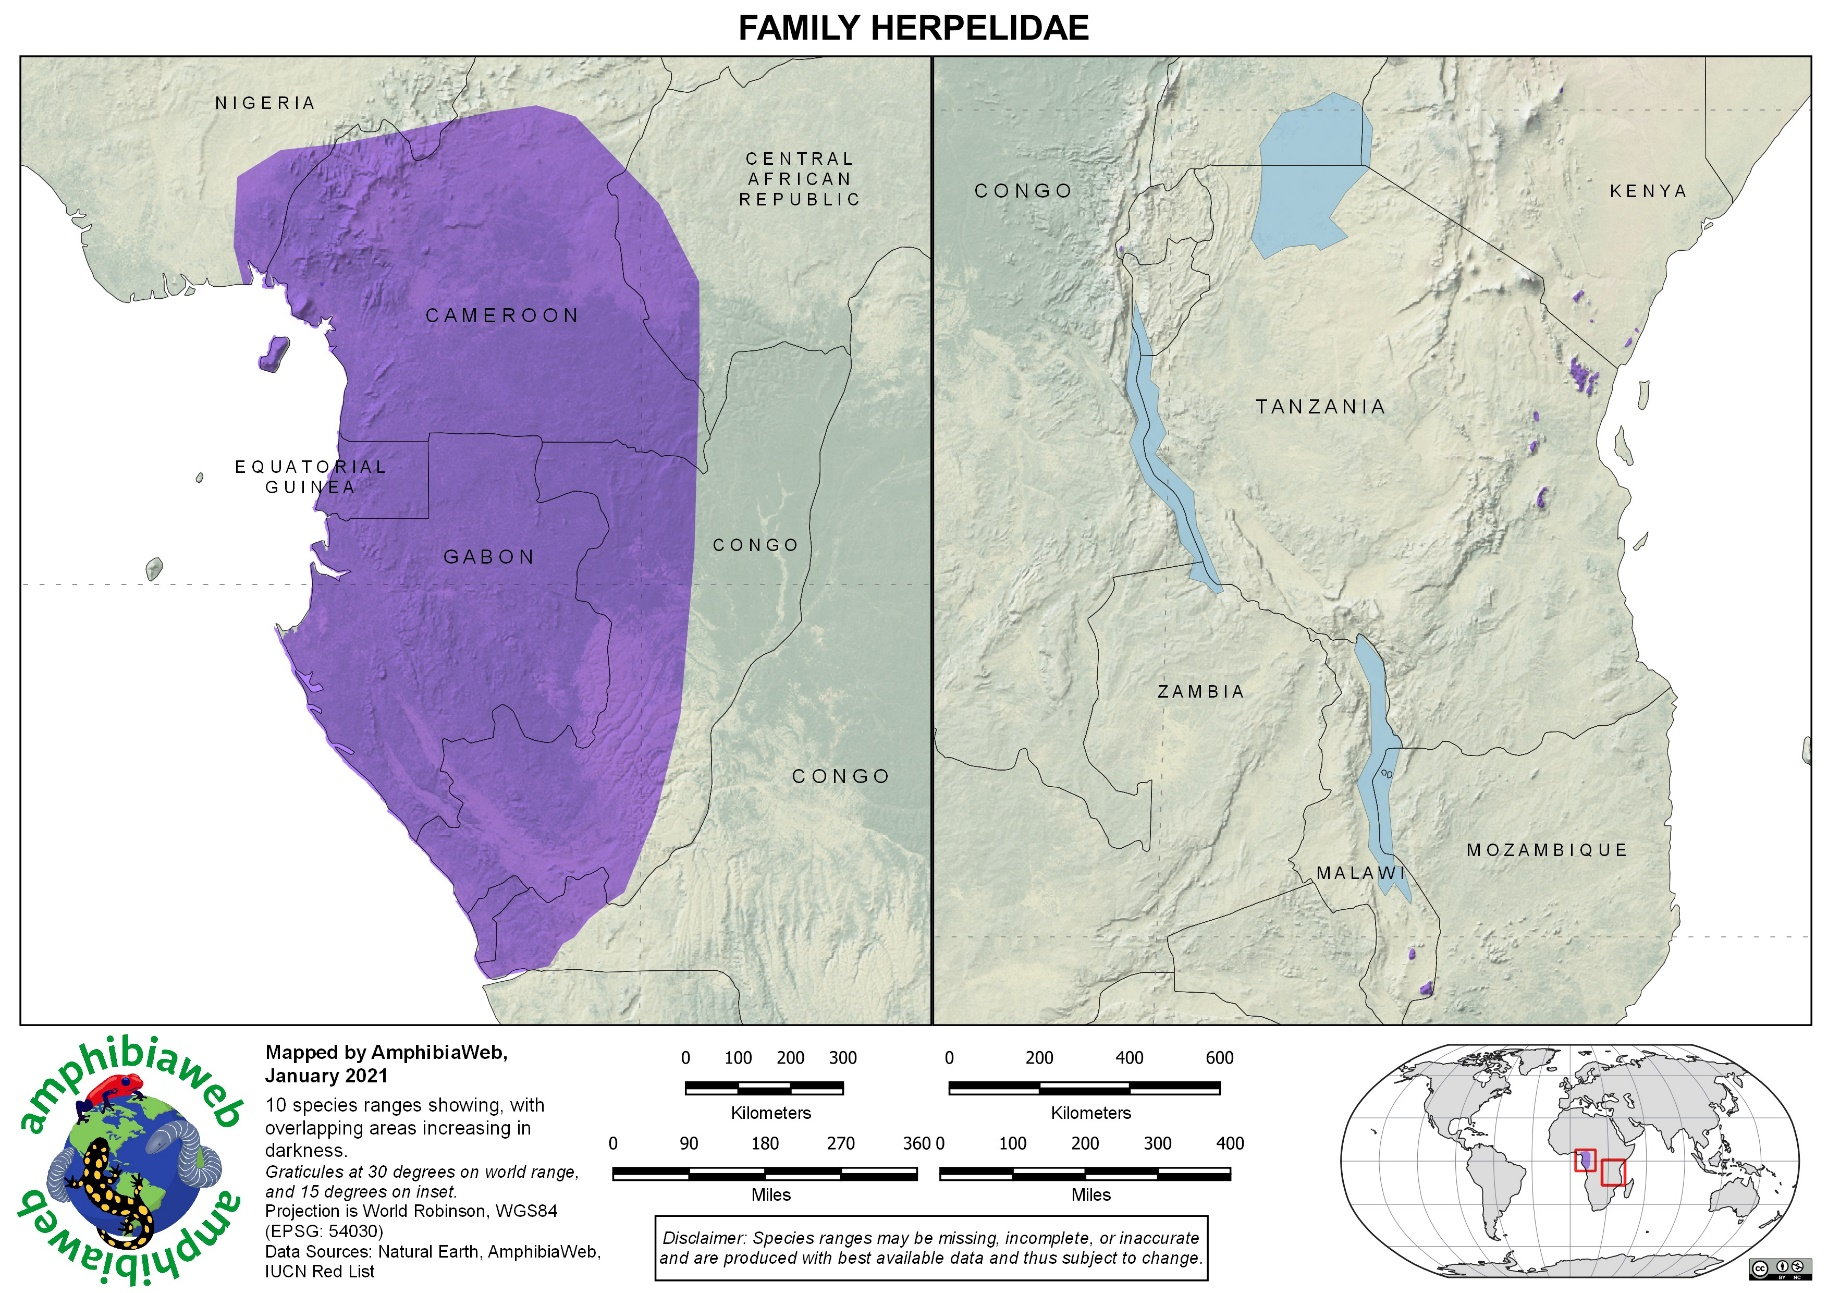 FAMILY HERPELIDAE
NIGERIA
CENTRAL
AFRICAN
REPUBLIC
CAMEROON
EQUATORIAL
GUINEA
GABON
CONGO
CONGO
CONGO
KENYA
TANZANIA
ZAMBIA
MALAWI
MOZAMBIQUE
amphibiaweb
amphibiaweb
Mapped by AmphibiaWeb,
January 2021
10 species ranges showing, with
overlapping areas increasing in
darkness.
Graticules at 30 degrees on world range,
and 15 degrees on inset.
Projection is World Robinson, WGS84
(EPSG: 54030)
Data Sources: Natural Earth, AmphibiaWeb,
IUCN Red List
0 100 200 300
Kilometers
0 90 180 270 360
Miles
0 200 400 600
Kilometers
0 100 200 300 400
Miles
Disclaimer: Species ranges may be missing, incomplete, or inaccurate
and are produced with best available data and thus subject to change.
cc
BY NC